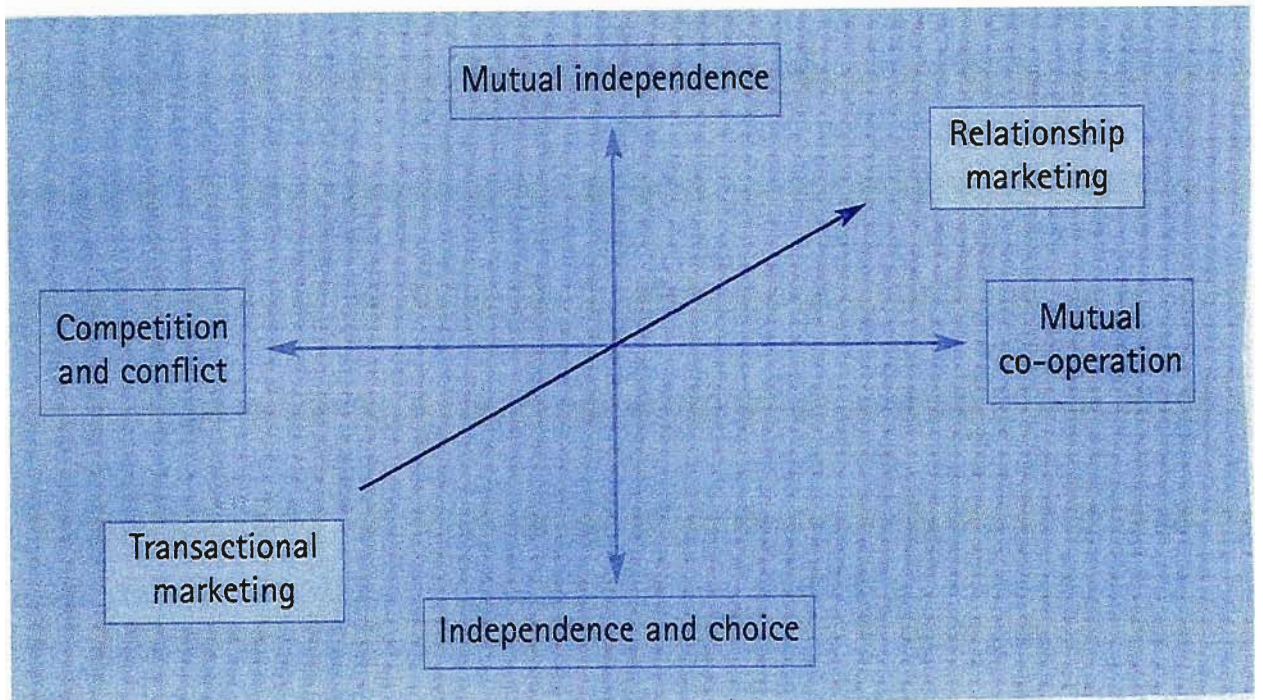 Mutual independence
Relationship
marketing
Competition
and conflict
Mutual
co-operation
Transactional
marketing
Independence and choice